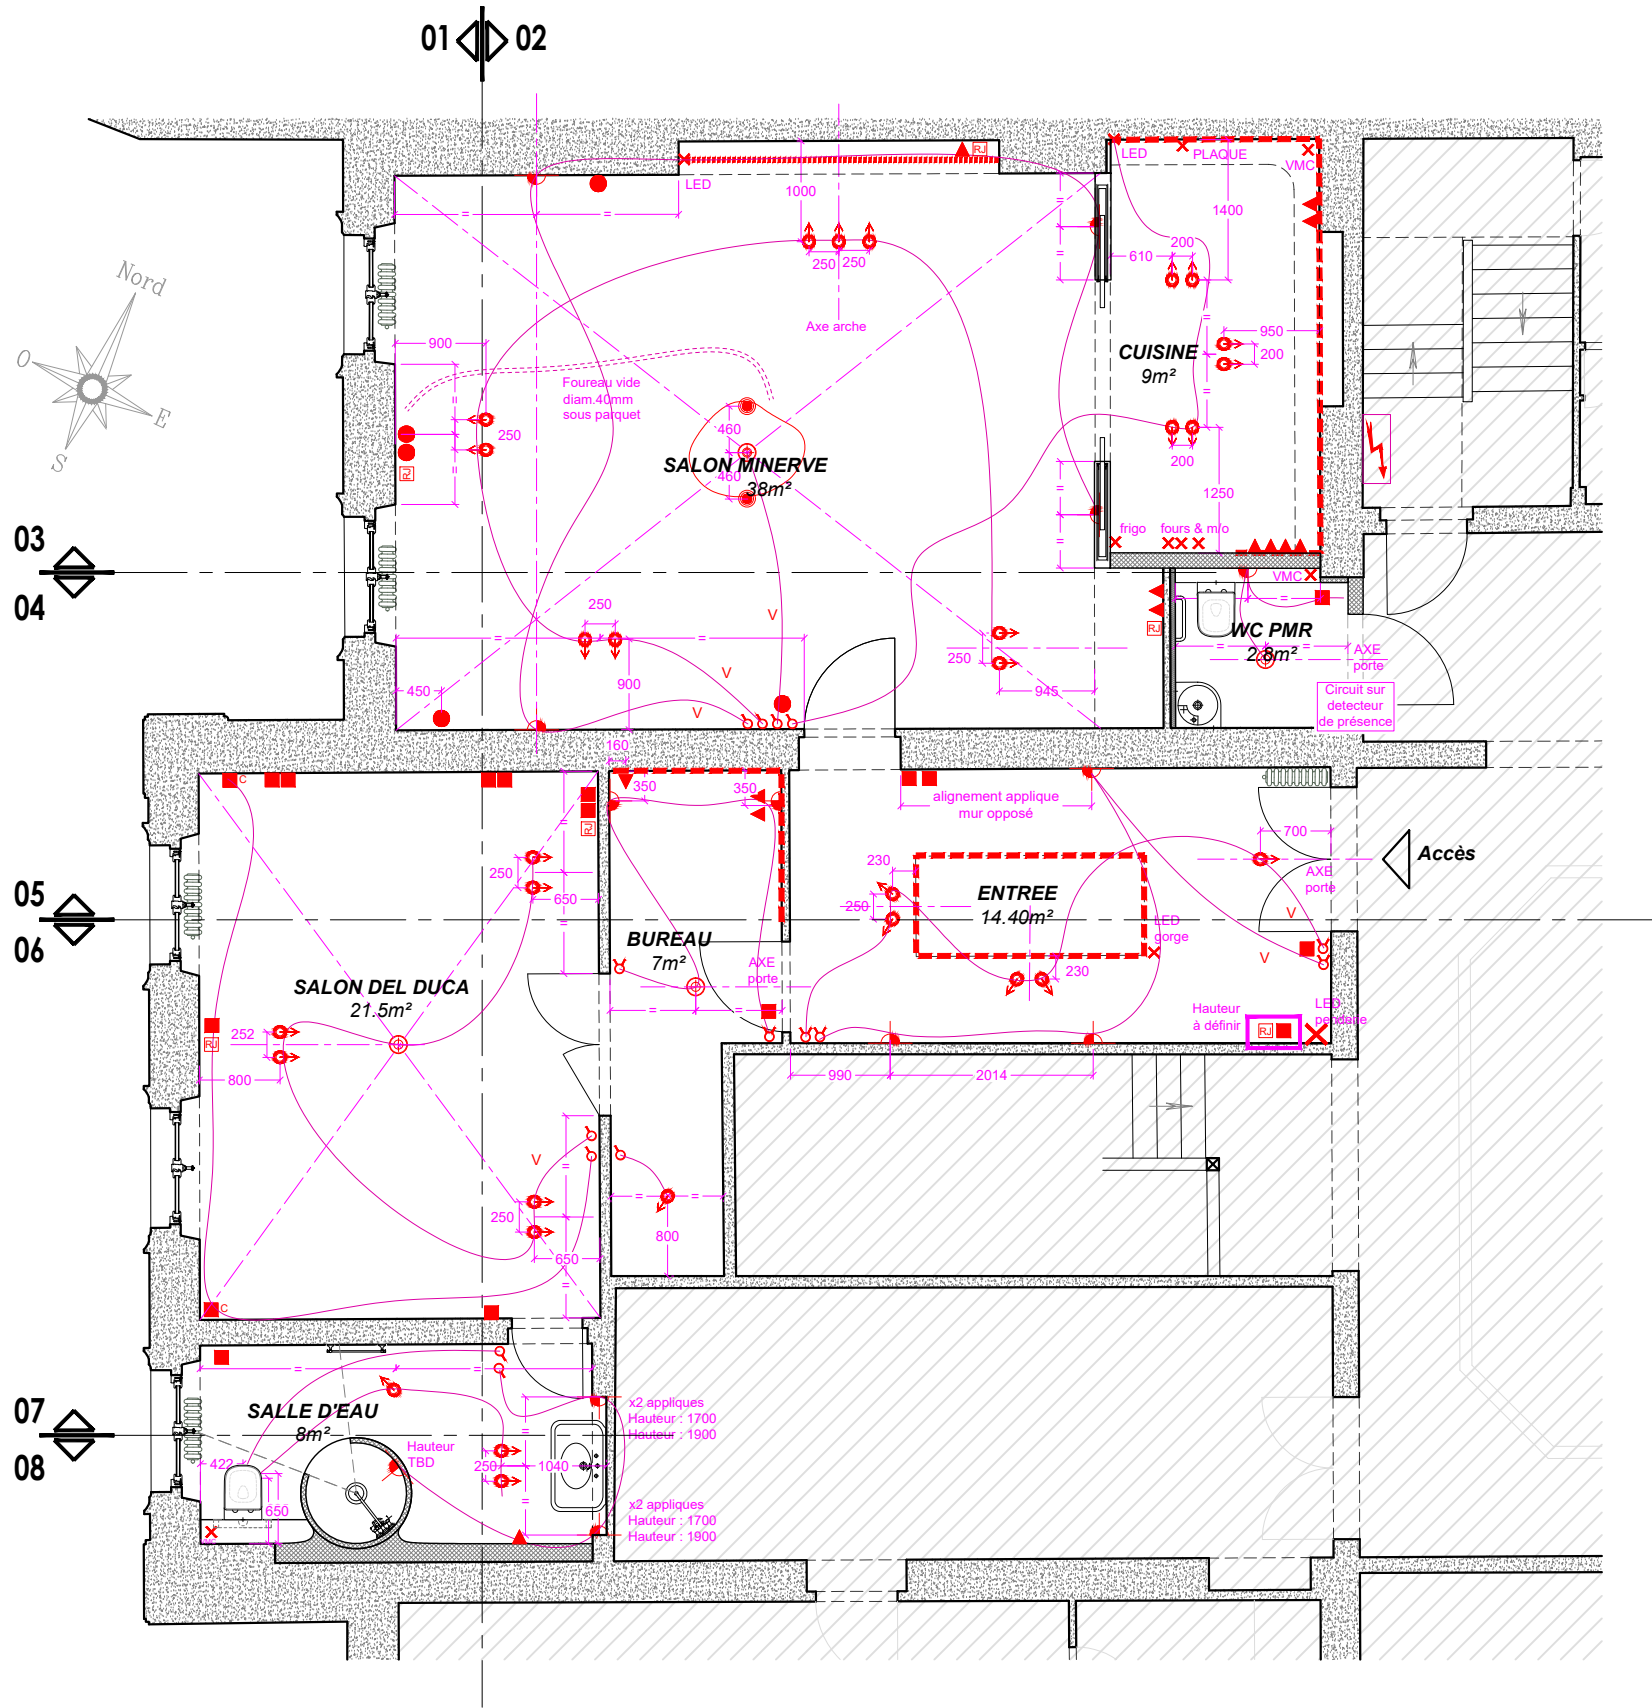 01
02
Nord
O
E
S
LED
RJ
1000
LED
PLAQUE
VMC
=
=
=
=
1400
200
610
250
250
Axe arche
900
950
200
CUISINE
9m²
Foureau vide
diam.40mm
sous parquet
=
250
=
RJ
460
SALON MINERVE
460
38m²
=
=
200
1250
frigo
fours & m/o
=
=
03
04
VMC
=
=
250
V
RJ
WC PMR
2.8m²
=
=
AXE
porte
=
=
250
900
945
450
V
V
Circuit sur
detecteur
de présence
160
C
350
350
RJ
=
250
650
=
alignement applique
mur opposé
700
Accès
AXE
porte
230
250
ENTREE
14.40m²
LED
gorge
V
V
05
06
BUREAU
7m²
AXE
porte
230
SALON DEL DUCA
21.5m²
=
=
Hauteur
à définir
LED
penderie
RJ
252
RJ
800
990
2014
V
=
250
650
=
=
=
800
C
=
=
SALLE D'EAU
8m²
Hauteur
TBD
422
650
250
1040
=
=
x2 appliques
Hauteur : 1700
Hauteur : 1900
x2 appliques
Hauteur : 1700
Hauteur : 1900
07
08